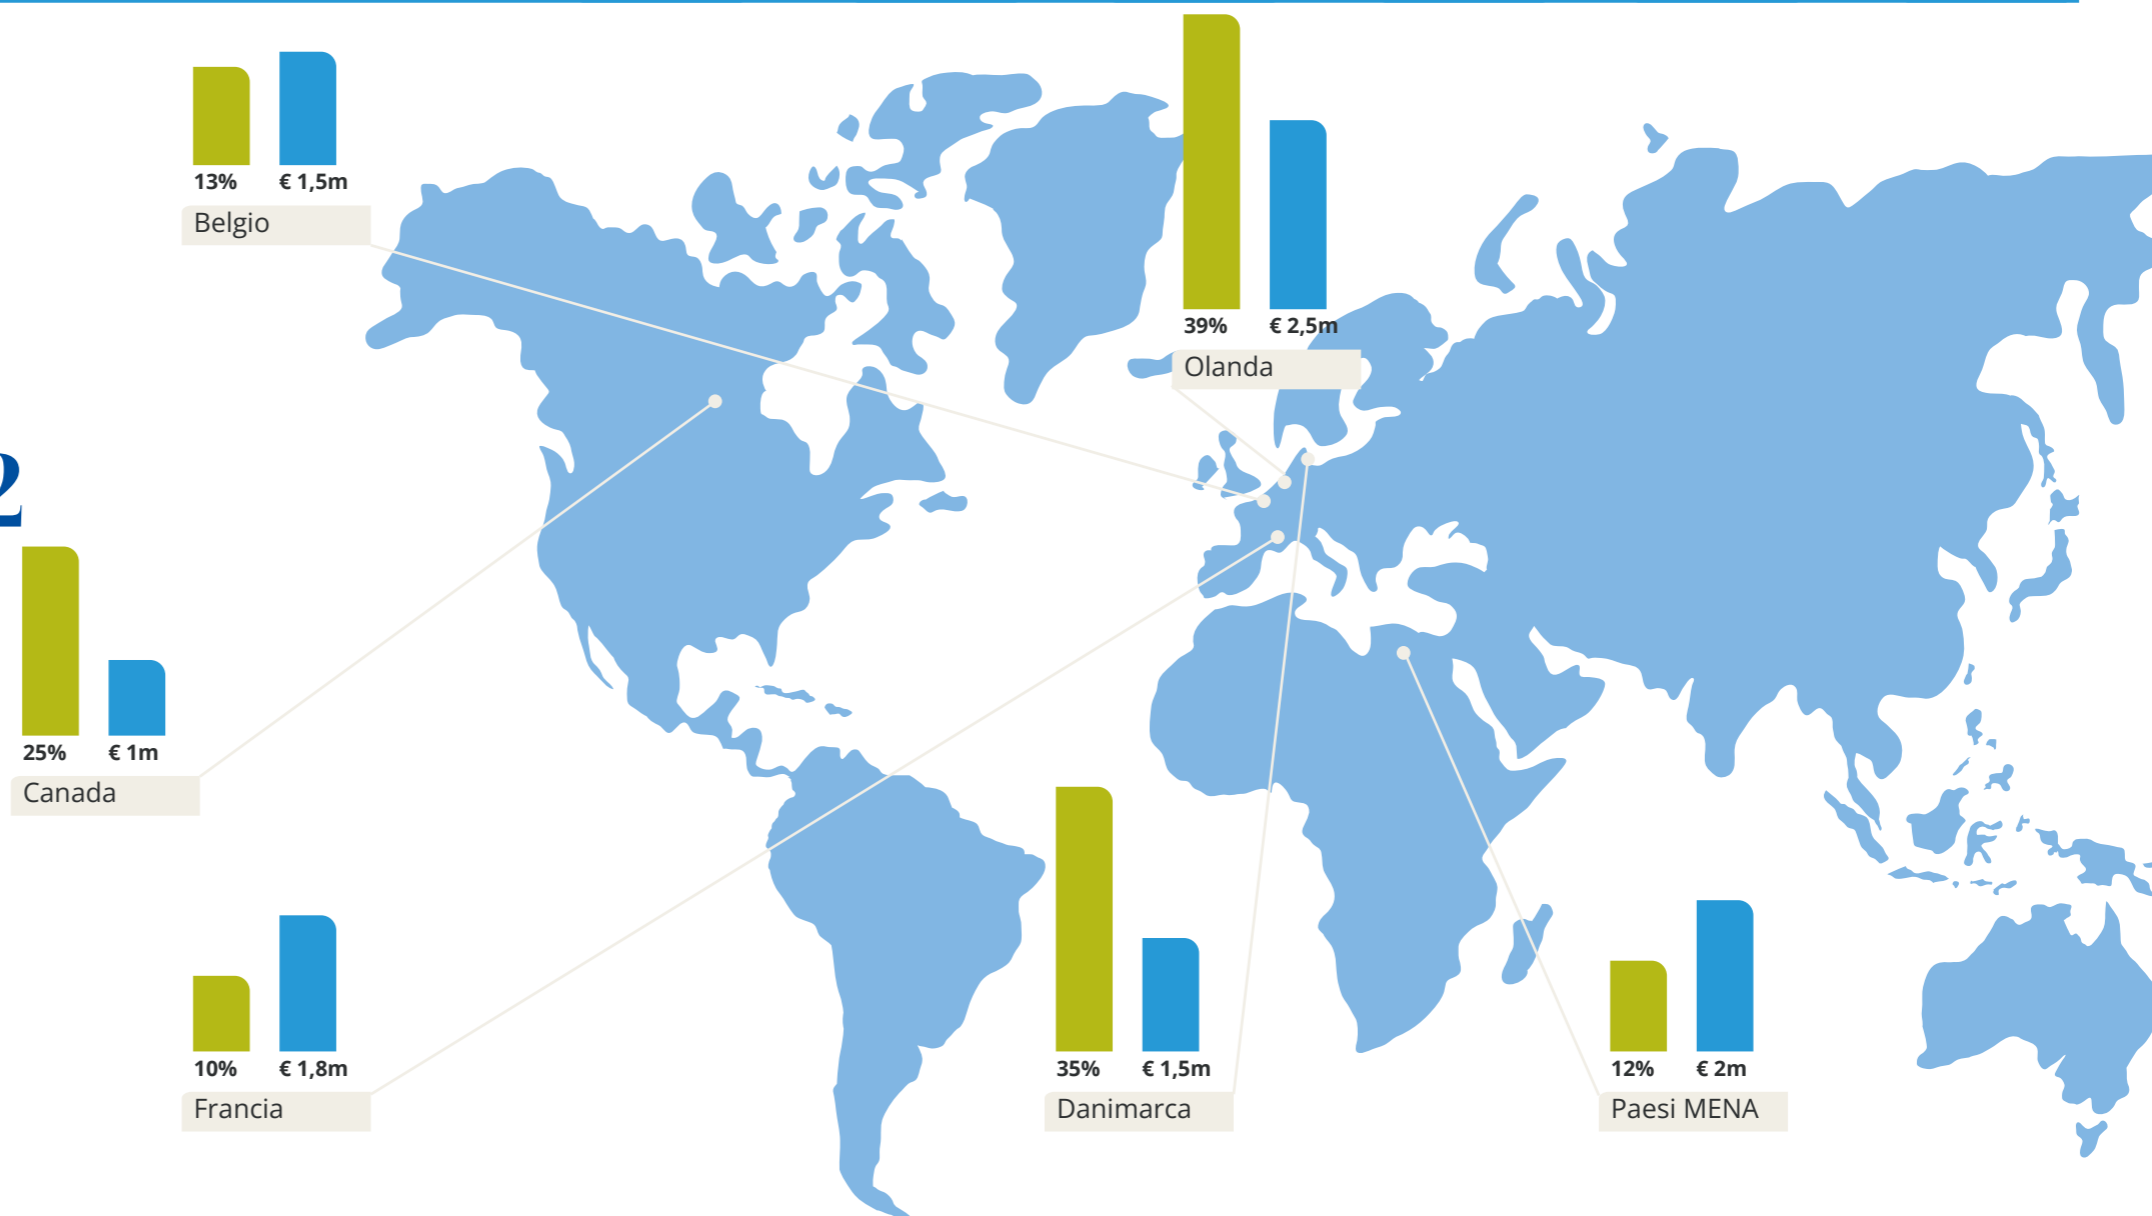 13% € 1,5m
Belgio
39% € 2,5m
Olanda
2
25% € 1m
Canada
10% € 1,8m
Francia
35% € 1,5m
Danimarca
12% € 2m
Paesi MENA